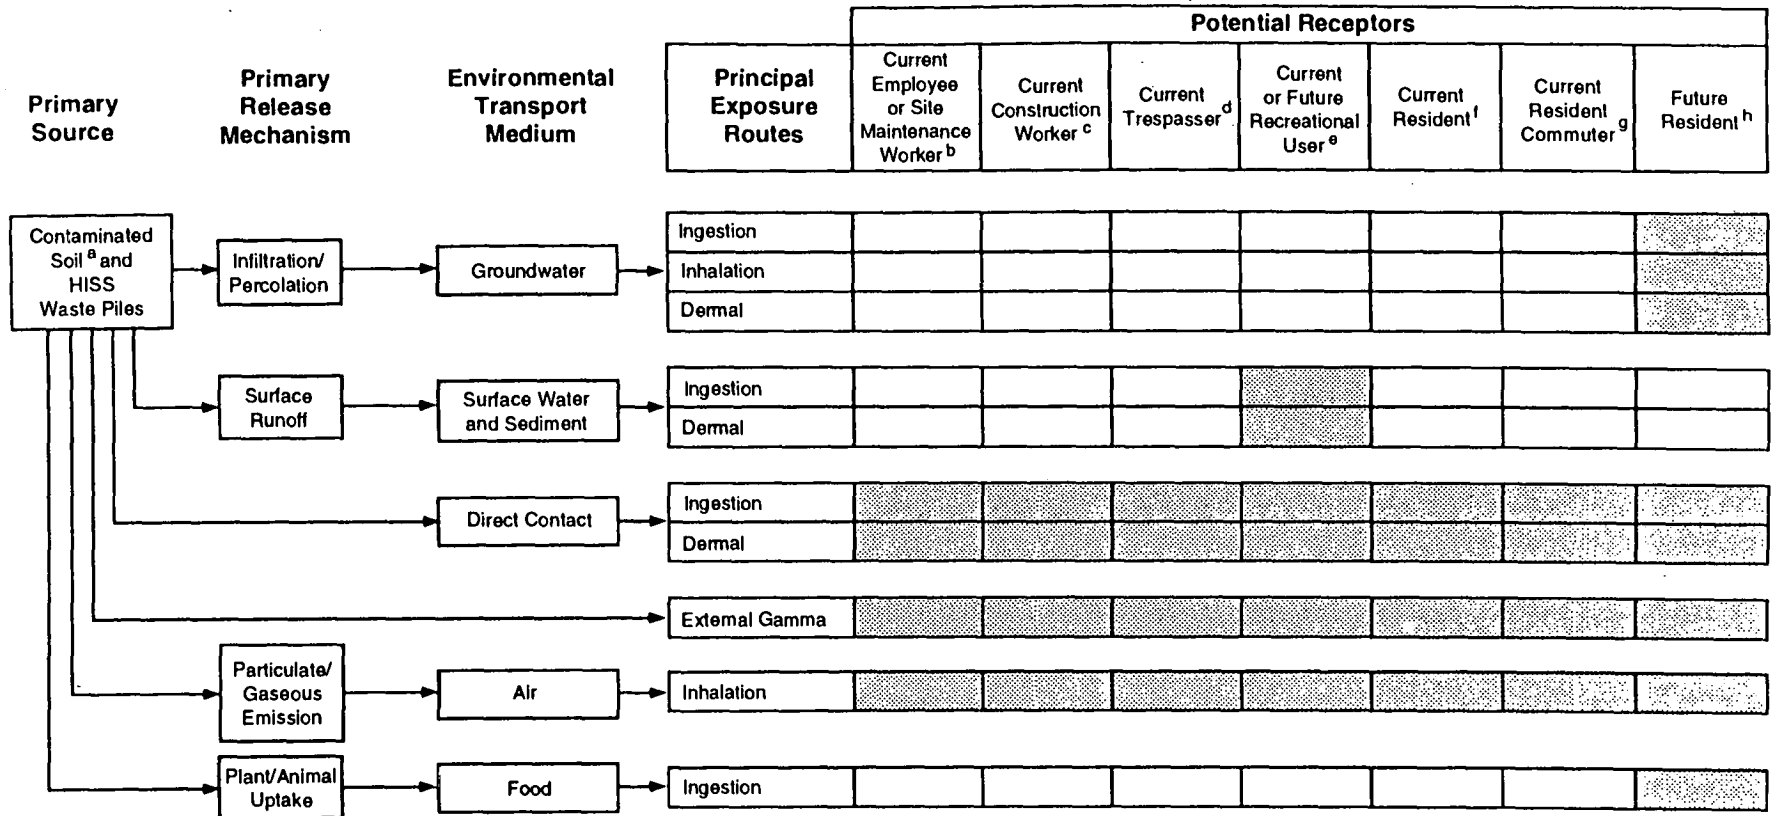 Potential Receptors
Primary
Source
Primary
Release
Mechanism
Environmental
Transport
Medium
Principal
Exposure
Routes
Current
Employee
or Site
Maintenance
Worker b
Current
Construction
Worker c
Current
Trespasser d
Current
or Future
Recreational
User e
Current
Resident f
Current
Resident
Commuter g
Future
Resident h
Contaminated
Soil a and
HISS
Waste Piles
Infiltration/
Percolation
Groundwater
Ingestion
Inhalation
Dermal
Surface
Runoff
Surface Water
and Sediment
Ingestion
Dermal
Direct Contact
Ingestion
Dermal
External Gamma
Particulate/
Gaseous
Emission
Air
Inhalation
Plant/Animal
Uptake
Food
Ingestion